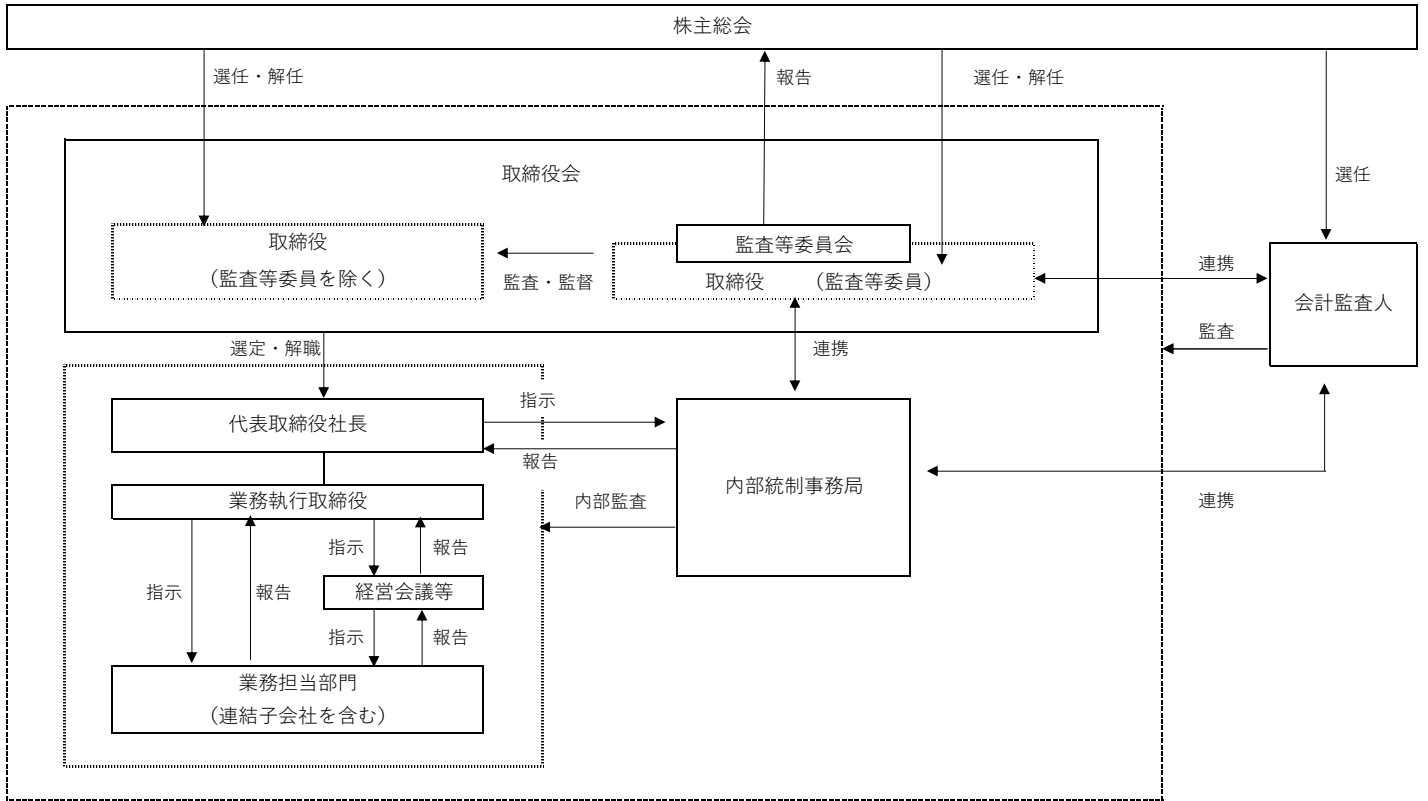 株主総会
選任・解任
報告
選任・解任
選任
取締役会
取締役
（監査等委員を除く）
監査・監督
監査等委員会
取締役　（監査等委員）
連携
会計監査人
監査
選定・解職
連携
代表取締役社長
指示
報告
内部統制事務局
連携
業務執行取締役
内部監査
指示
報告
指示
報告
経営会議等
指示
報告
業務担当部門
（連結子会社を含む）